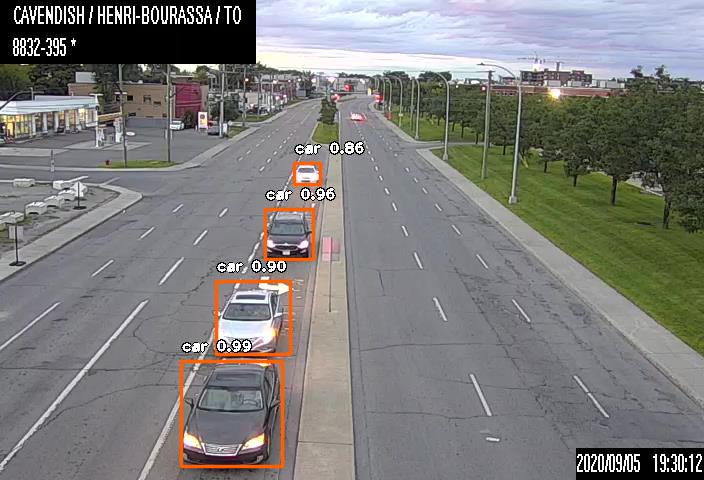 CAVENDISH / HENRI-BOURASSA / TO
8832-395 *
car 0.86
car 0.96
car 0.90
car 0.99
2020/09/05 19:30:12